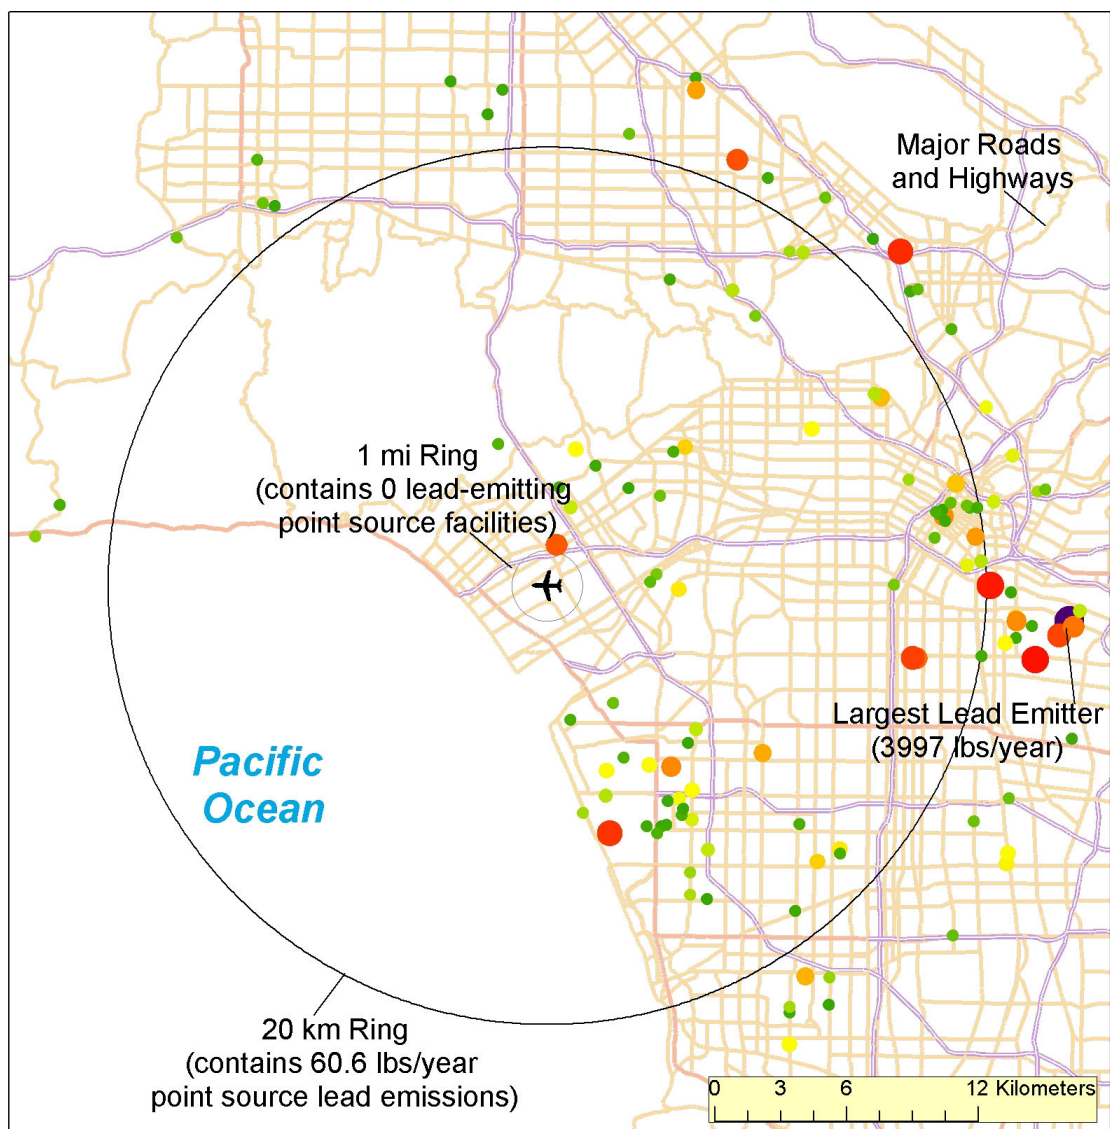 Major Roads
and Highways
1 mi Ring
(contains 0 lead-emitting
point source facilities)
Largest Lead Emitter
(3997 lbs/year)
Pacific
Ocean
20 km Ring
(contains 60.6 lbs/year
point source lead emissions)
0 3 6 12 Kilometers